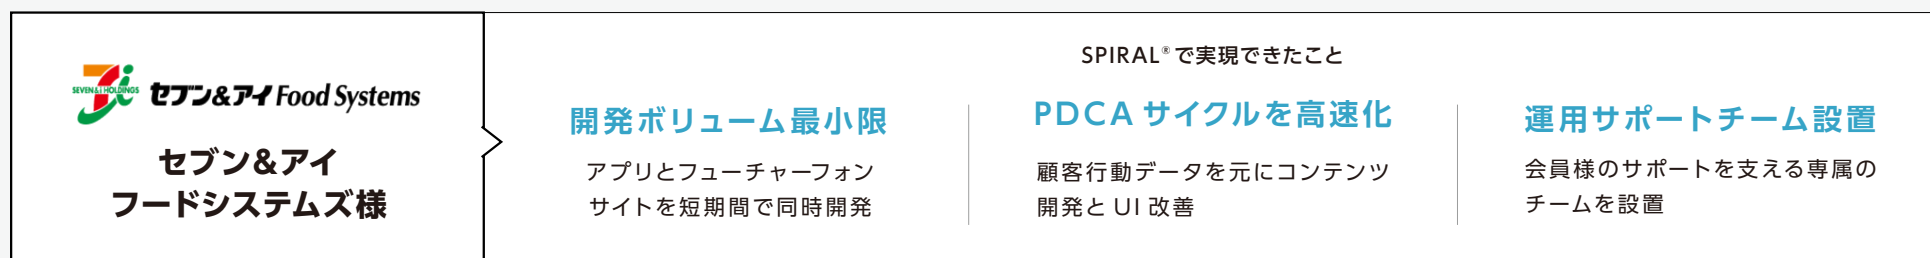 SEVEN&I HOLDINGS
セブン&アイ Food Systems
セブン&アイ
フードシステムズ様
SPIRAL®で実現できたこと
開発ボリューム最小限
アプリとフューチャーフォン
サイトを短期間で同時開発
PDCAサイクルを高速化
顧客行動データを元にコンテンツ
開発とUI改善
運用サポートチーム設置
会員様のサポートを支える専属の
チームを設置